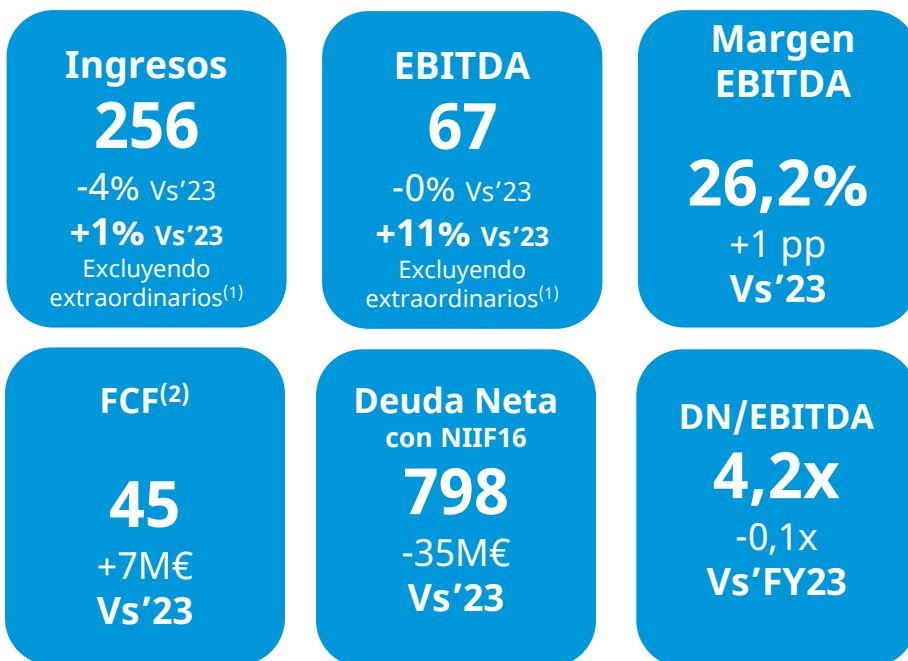 Ingresos
256
-4% Vs’23
+1% Vs’23
Excluyendo
extraordinarios(1)
EBITDA
67
-0% Vs’23
+11% Vs’23
Excluyendo
extraordinarios(1)
Margen
EBITDA
26,2%
+1 pp
Vs’23
FCF(2)
45
+7M€
Vs’23
Deuda Neta
con NIIF16
798
-35M€
Vs’23
DN/EBITDA
4,2x
-0,1x
Vs’FY23